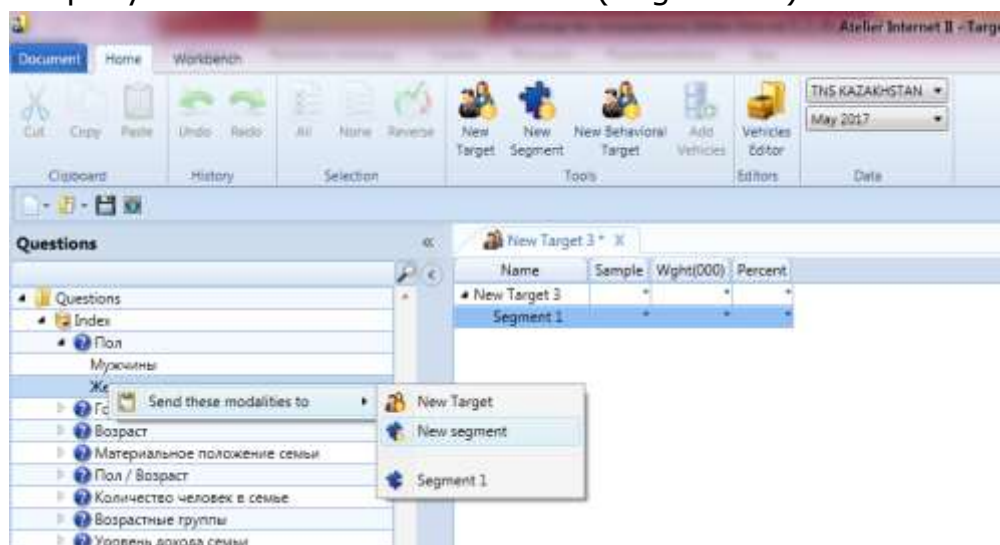 Atelier Internet II - Targe
Document Home Workbench
Cut Copy Paste Undo Redo All None Reverse New Target New Segment New Behavioral Target Add Vehicles Vehicles Editor TNS KAZAKHSTAN
May 2017
Clipboard History Selection Tools Editors Data
Questions
New Target 3 * X
Name Sample Wght(000) Percent
Questions
New Target 3 * * *
Index
Segment 1 * * *
Пол
Мужчины
Же
Send these modalities to
New Target
Возраст
New segment
Материальное положение семьи
Пол / Возраст
Segment 1
Количество человек в семье
Возрастные группы
Уровень дохода семьи